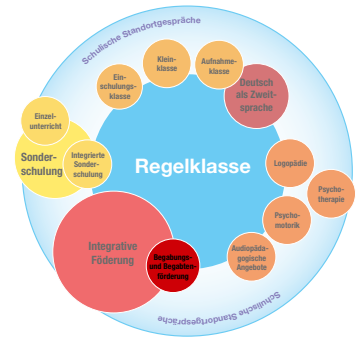 Schulische Standortgespräche
Klein-
klasse
Aufnahme-
klasse
Ein-
schulungs-
klasse
Deutsch
als Zweit-
sprache
Einzel-
unterricht
Sonder-
schulung
Integrierte
Sonder-
schulung
Regelklasse
Logopädie
Psycho-
therapie
Psycho-
motorik
Integrative
Föderung
Begabungs-
und Begabten-
förderung
Audiopäda-
gogische
Angebote
Schulische Standortgespräche